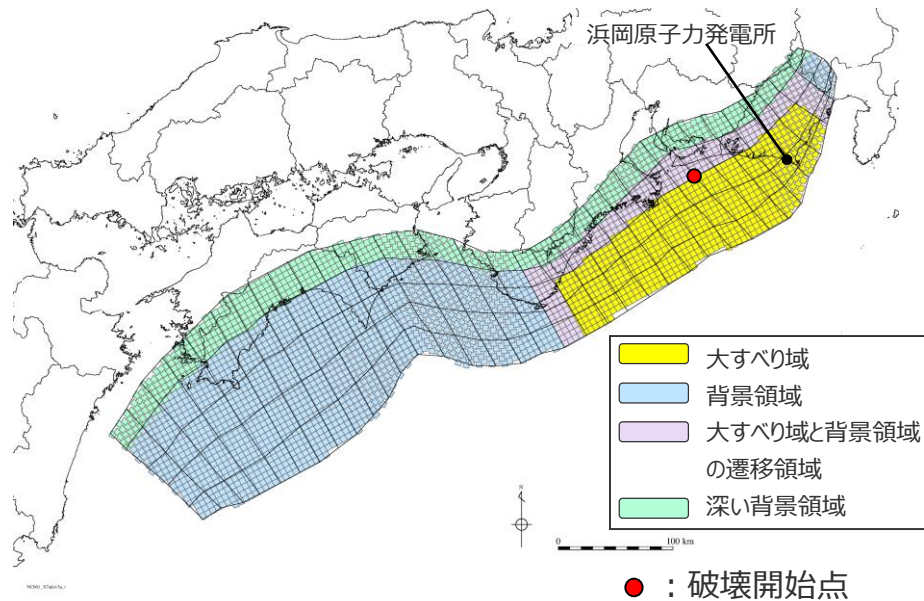 浜岡原子力発電所
大すべり域
背景領域
大すべり域と背景領域
の遷移領域
深い背景領域
N
0
100 km
：破壊開始点